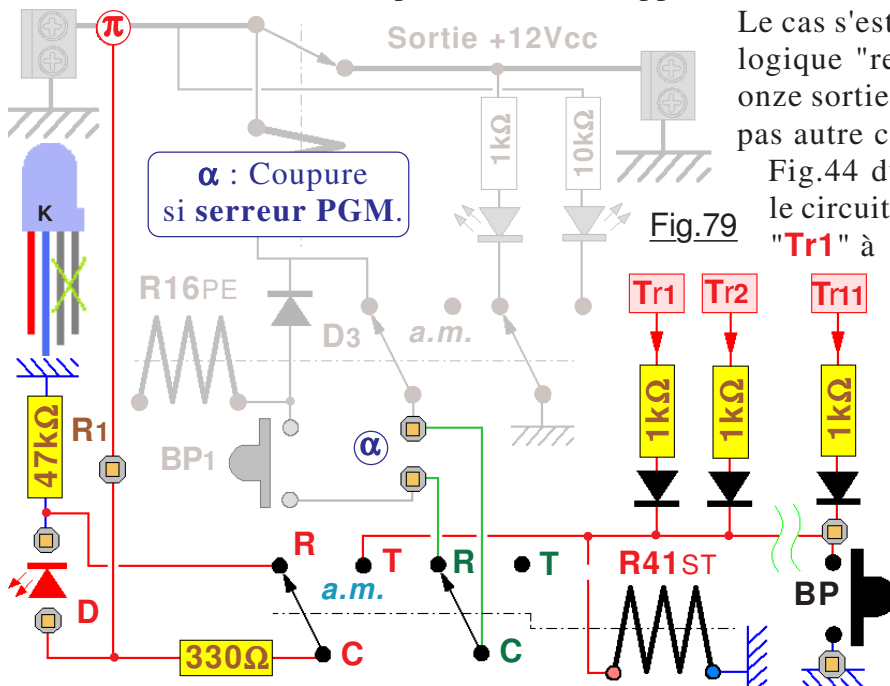 Le cas s'est
logique "re
onze sortie
pas autre c
Fig.44 d'
le circuit
"Tr1" à
π
Sortie +12Vcc
1kΩ
10kΩ
α : Coupure
si serreur PGM.
K
Fig.79
Tr1 Tr2 Tr11
R16PE
D3
a.m.
1kΩ 1kΩ 1kΩ
47kΩ
R1
BP1
α
R T R T
a.m.
R41ST
BP
D
330Ω
C C